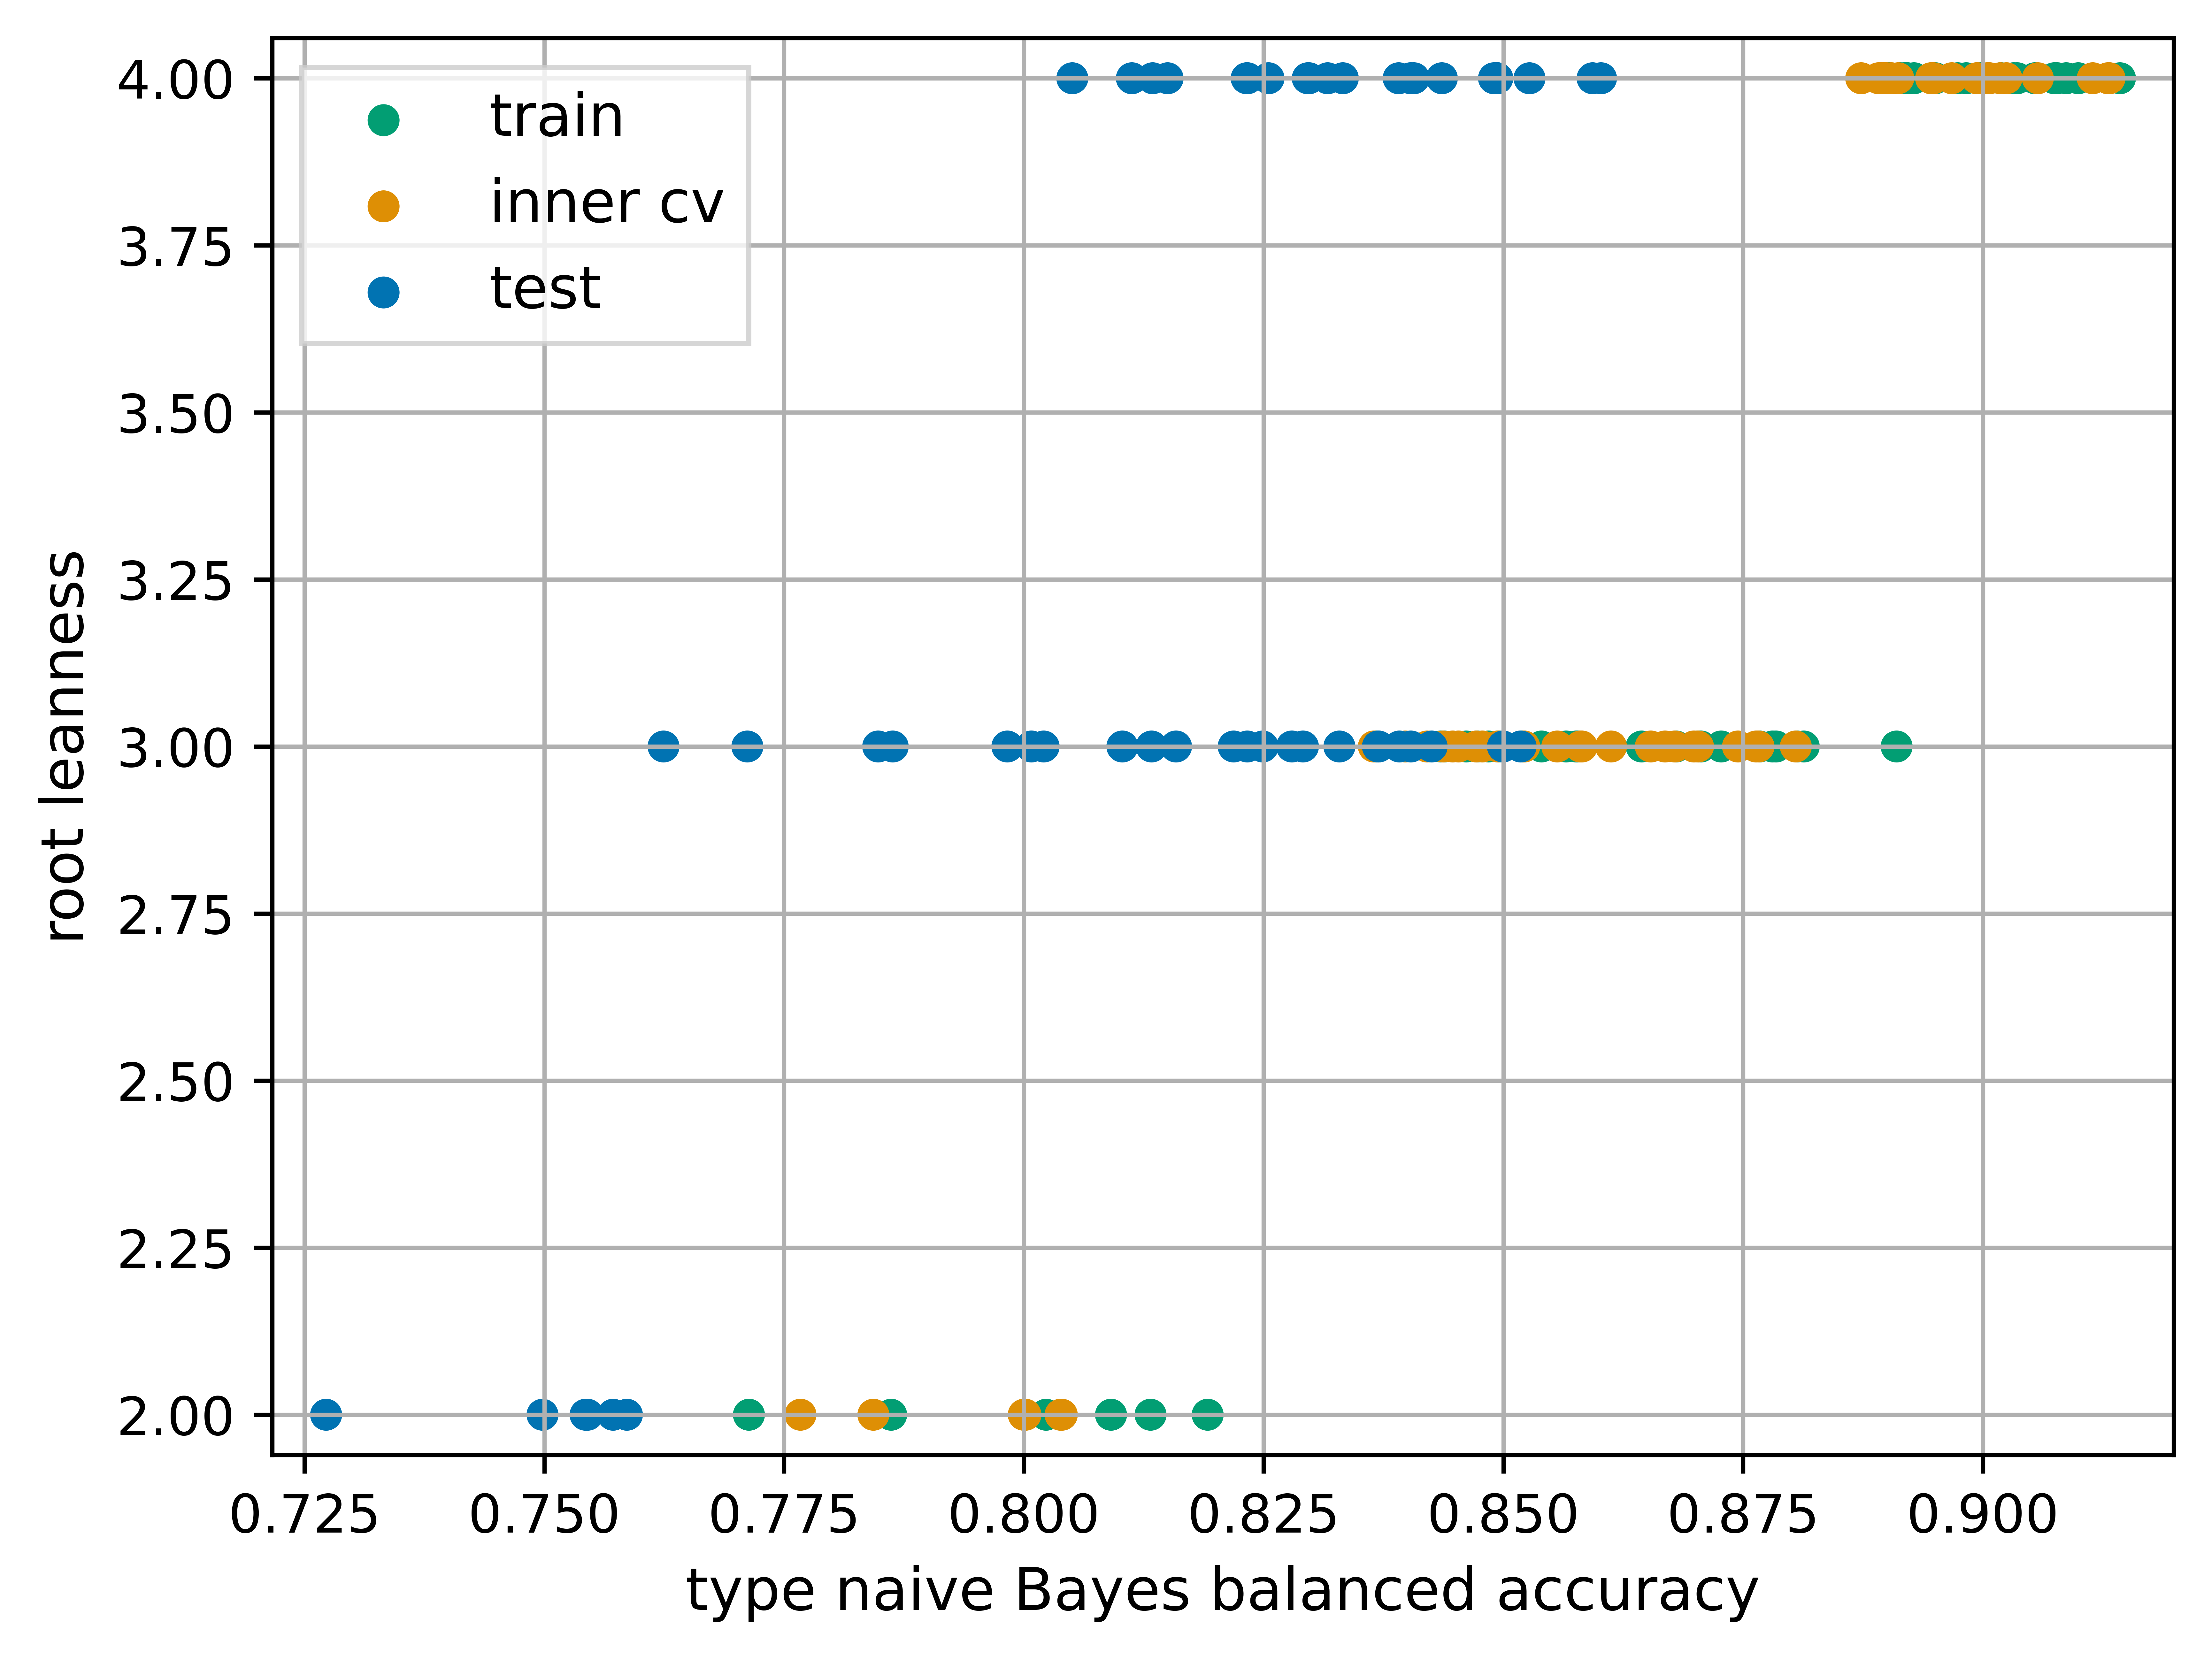 4.00
3.75
3.50
3.25
3.00
2.75
2.50
2.25
2.00
root leanness
train
inner cv
test
0.725 0.750 0.775 0.800 0.825 0.850 0.875 0.900
type naive Bayes balanced accuracy